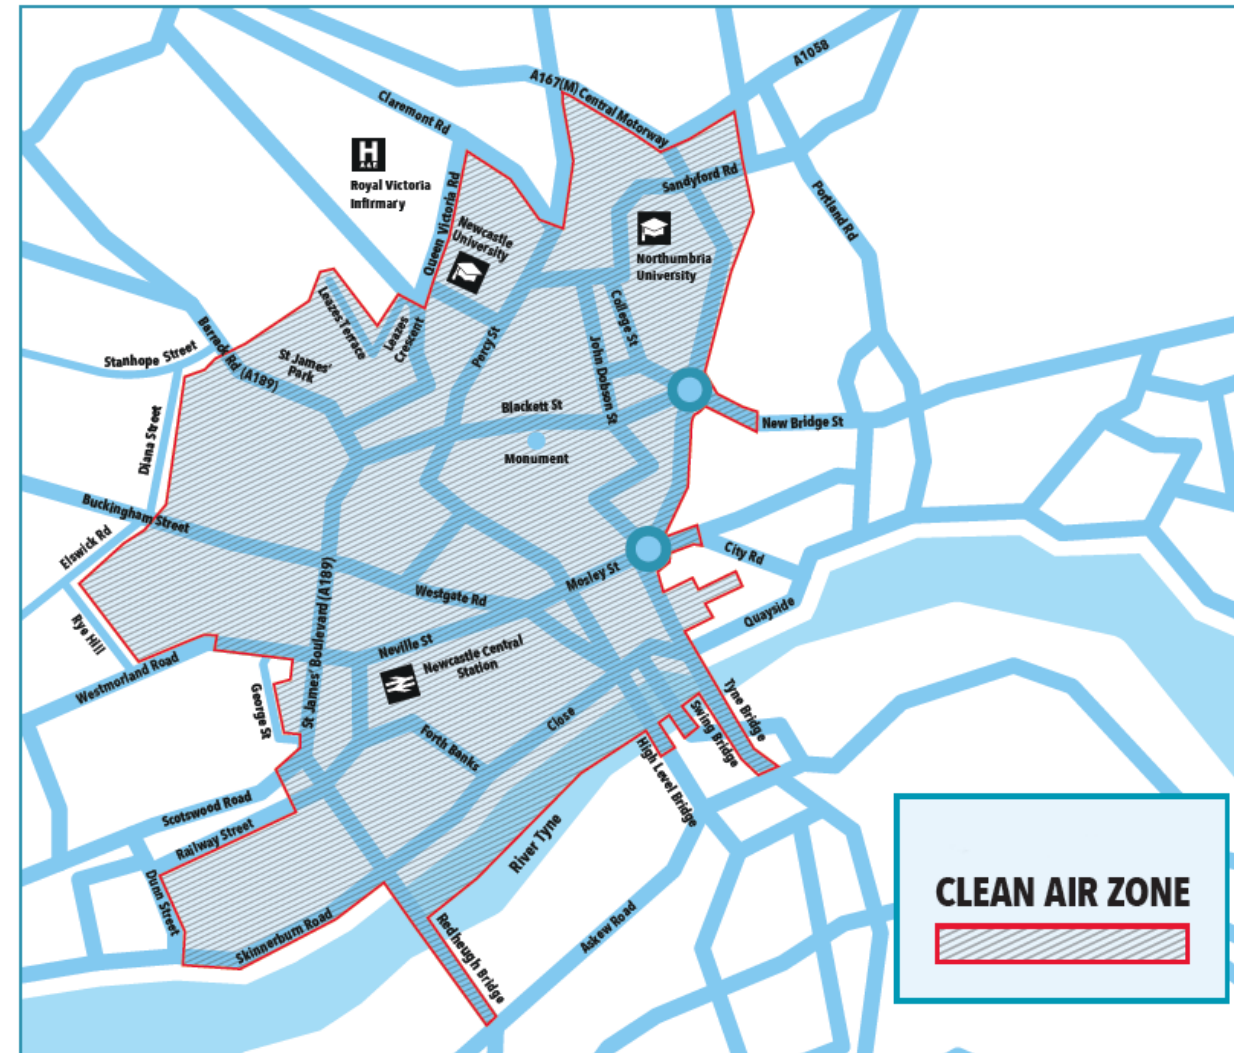 A1058
A167(M) Central Motorway
Claremont Rd
H
A & E
Royal Victoria
Infirmary
Queen Victoria Rd
Newcastle
University
Sandyford Rd
Portland Rd
Northumbria
University
Leazes Terrace
Leazes
Crescent
College St
Percy St
John Dobson St
Barrack Rd (A189)
Stanhope Street
St James'
Park
Blackett St
Monument
New Bridge St
Diana Street
Buckingham Street
Elswick Rd
City Rd
Mosley St
Westgate Rd
Quayside
Rye Hill
St James' Boulevard (A189)
Neville St
Newcastle Central
Station
Westmorland Road
George St
Forth Banks
Close
Tyne Bridge
Swing Bridge
High Level Bridge
Scotswood Road
Railway Street
River Tyne
Dunn Street
Skinnerburn Road
Redheugh Bridge
Askew Road
CLEAN AIR ZONE